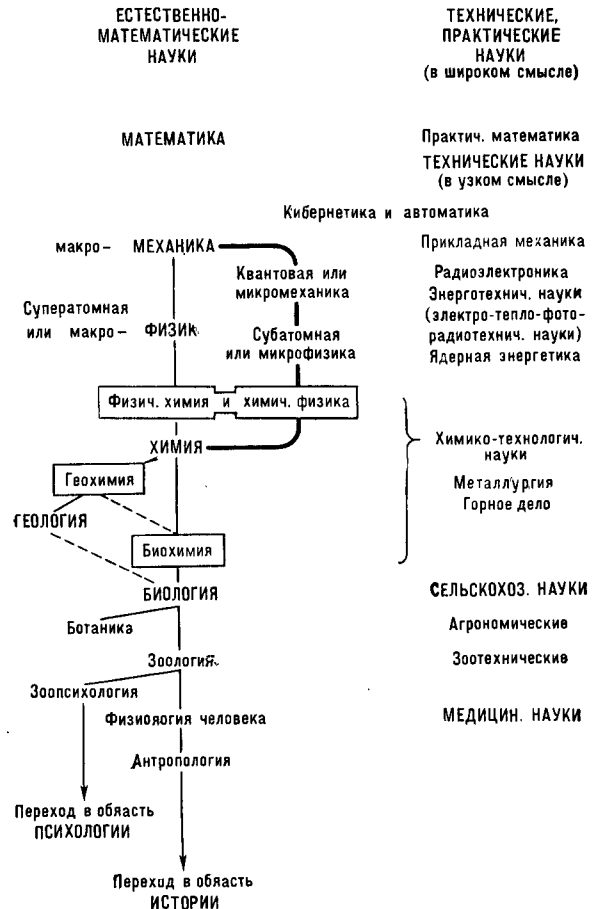 ЕСТЕСТВЕННО-
МАТЕМАТИЧЕСКИЕ
НАУКИ
ТЕХНИЧЕСКИЕ,
ПРАКТИЧЕСКИЕ
НАУКИ
(в широком смысле)
МАТЕМАТИКА
Практич. математика
ТЕХНИЧЕСКИЕ НАУКИ
(в узком смысле)
Кибернетика и автоматика
макро– МЕХАНИКА
Прикладная механика
Квантовая или
микромеханика
Радиоэлектроника
Энерготехнич. науки
(электро-тепло-фото-
радиотехнич. науки)
Ядерная энергетика
Суператомная
или макро– ФИЗИКА
Субатомная
или микрофизика
Физич. химия и химич. физика
ХИМИЯ
Химико-технологич.
науки
Металлургия
Горное дело
Геохимия
ГЕОЛОГИЯ
Биохимия
БИОЛОГИЯ
СЕЛЬСКОХОЗ. НАУКИ
Ботаника
Агрономические
Зоология
Зоотехнические
Зоопсихология
Физиология человека
МЕДИЦИН. НАУКИ
Антропология
Переход в область
ПСИХОЛОГИИ
Переход в область
ИСТОРИИ